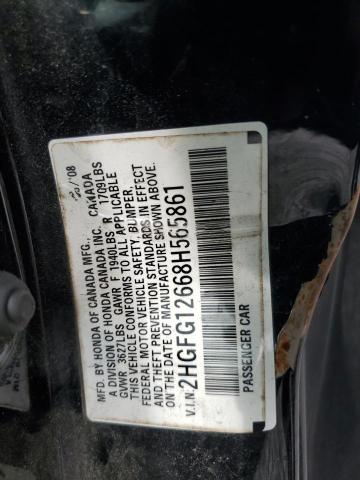 MFD. BY HONDA OF CANADA MFG.
A DIVISION OF HONDA CANADA INC. CANADA /'08
GVWR 3627LBS GAWR F 1940LBS R 1709LBS
THIS VEHICLE CONFORMS TO ALL APPLICABLE
FEDERAL MOTOR VEHICLE SAFETY, BUMPER,
AND THEFT PREVENTION STANDARDS IN EFFECT
ON THE DATE OF MANUFACTURE SHOWN ABOVE.
V.I.N. 2HGFG12668H565861
PASSENGER CAR